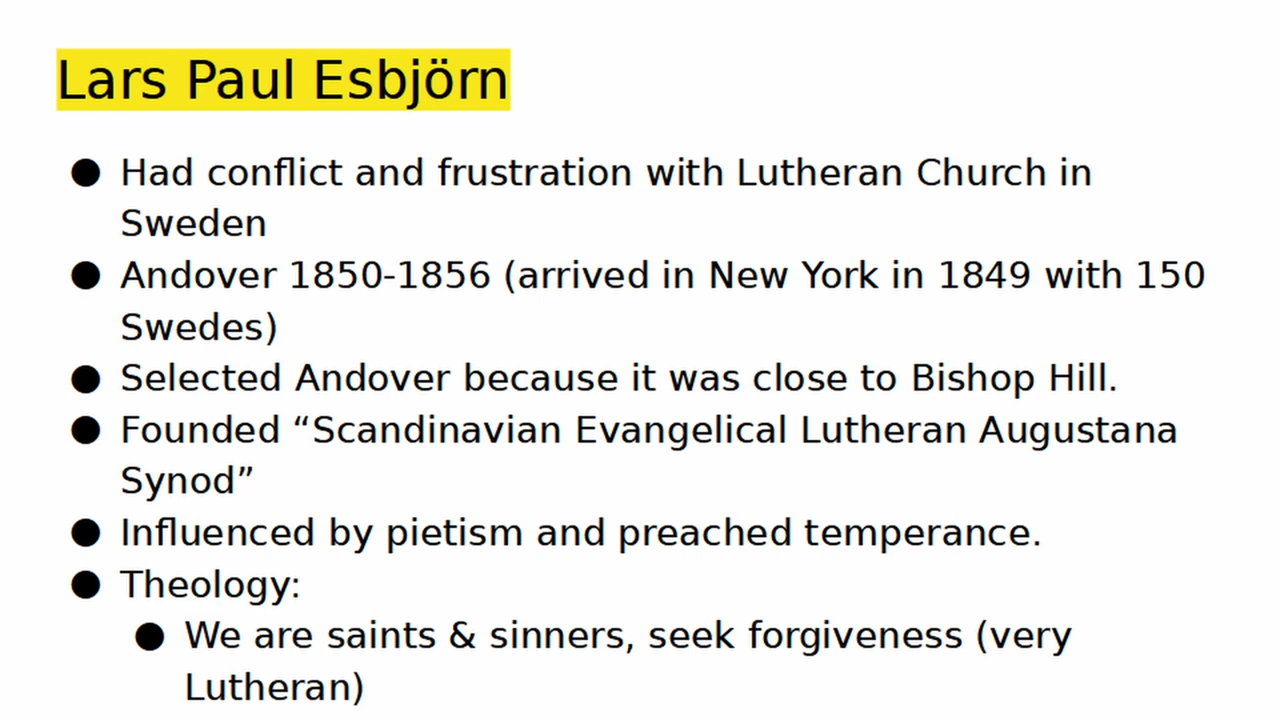 Lars Paul Esbjörn
● Had conflict and frustration with Lutheran Church in
Sweden
● Andover 1850-1856 (arrived in New York in 1849 with 150
Swedes)
● Selected Andover because it was close to Bishop Hill.
● Founded “Scandinavian Evangelical Lutheran Augustana
Synod”
● Influenced by pietism and preached temperance.
● Theology:
● We are saints & sinners, seek forgiveness (very
Lutheran)